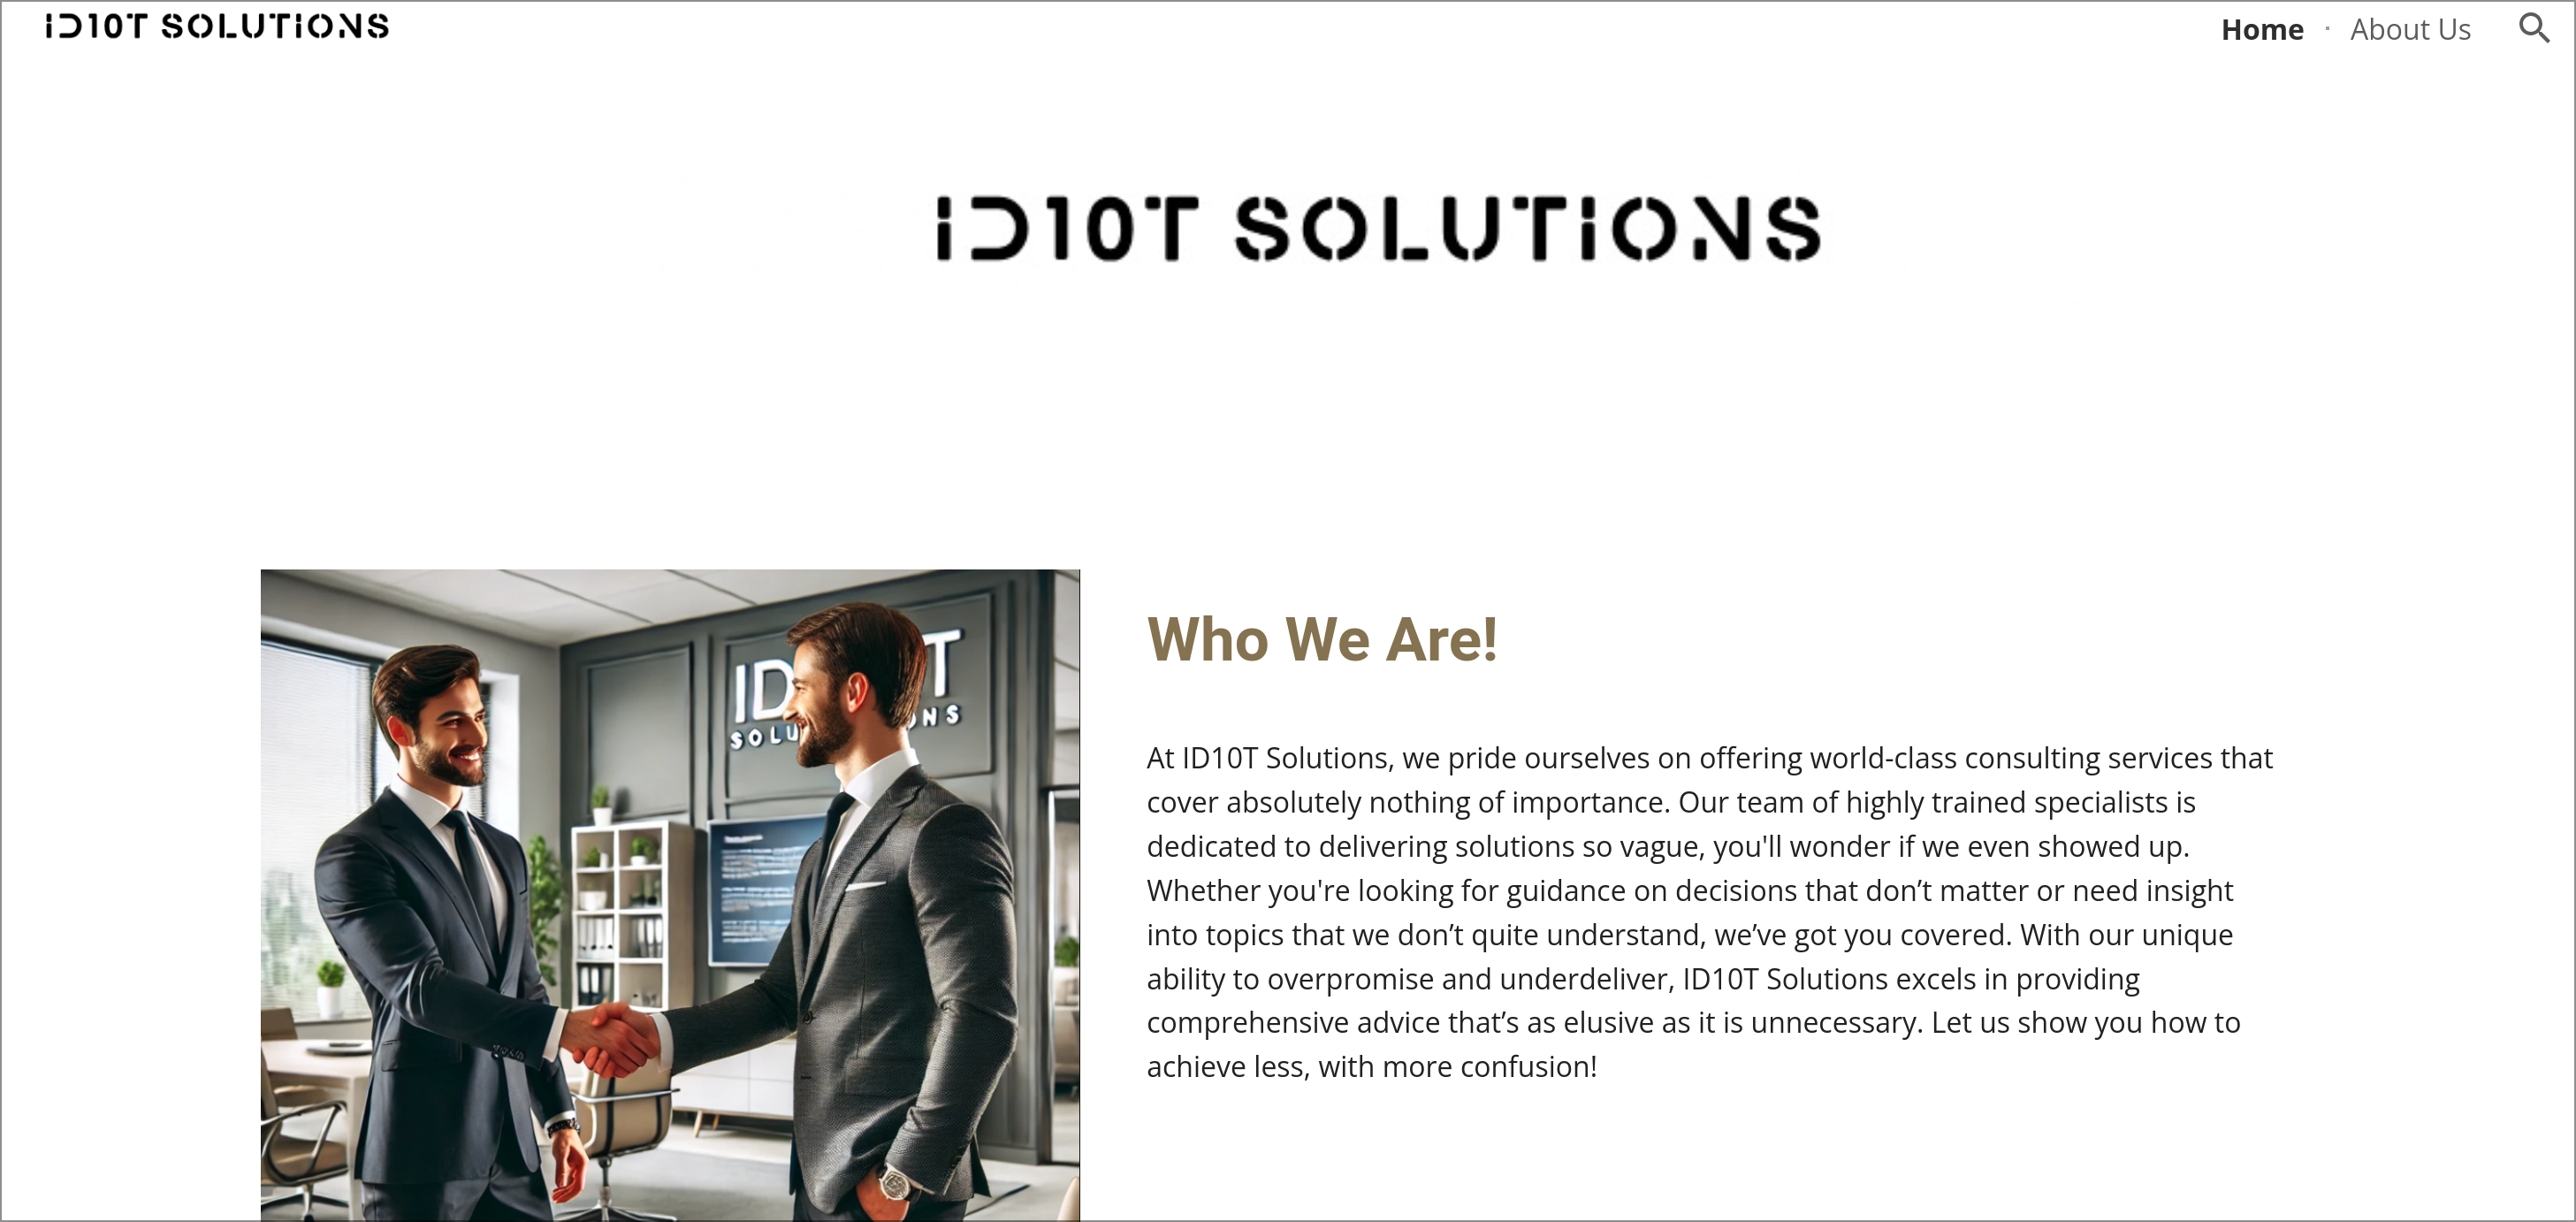 ID10T SOLUTIONS
Home · About Us
ID10T SOLUTIONS
ID T
SOLU ONS
Who We Are!
At ID10T Solutions, we pride ourselves on offering world-class consulting services that
cover absolutely nothing of importance. Our team of highly trained specialists is
dedicated to delivering solutions so vague, you'll wonder if we even showed up.
Whether you're looking for guidance on decisions that don’t matter or need insight
into topics that we don’t quite understand, we’ve got you covered. With our unique
ability to overpromise and underdeliver, ID10T Solutions excels in providing
comprehensive advice that’s as elusive as it is unnecessary. Let us show you how to
achieve less, with more confusion!